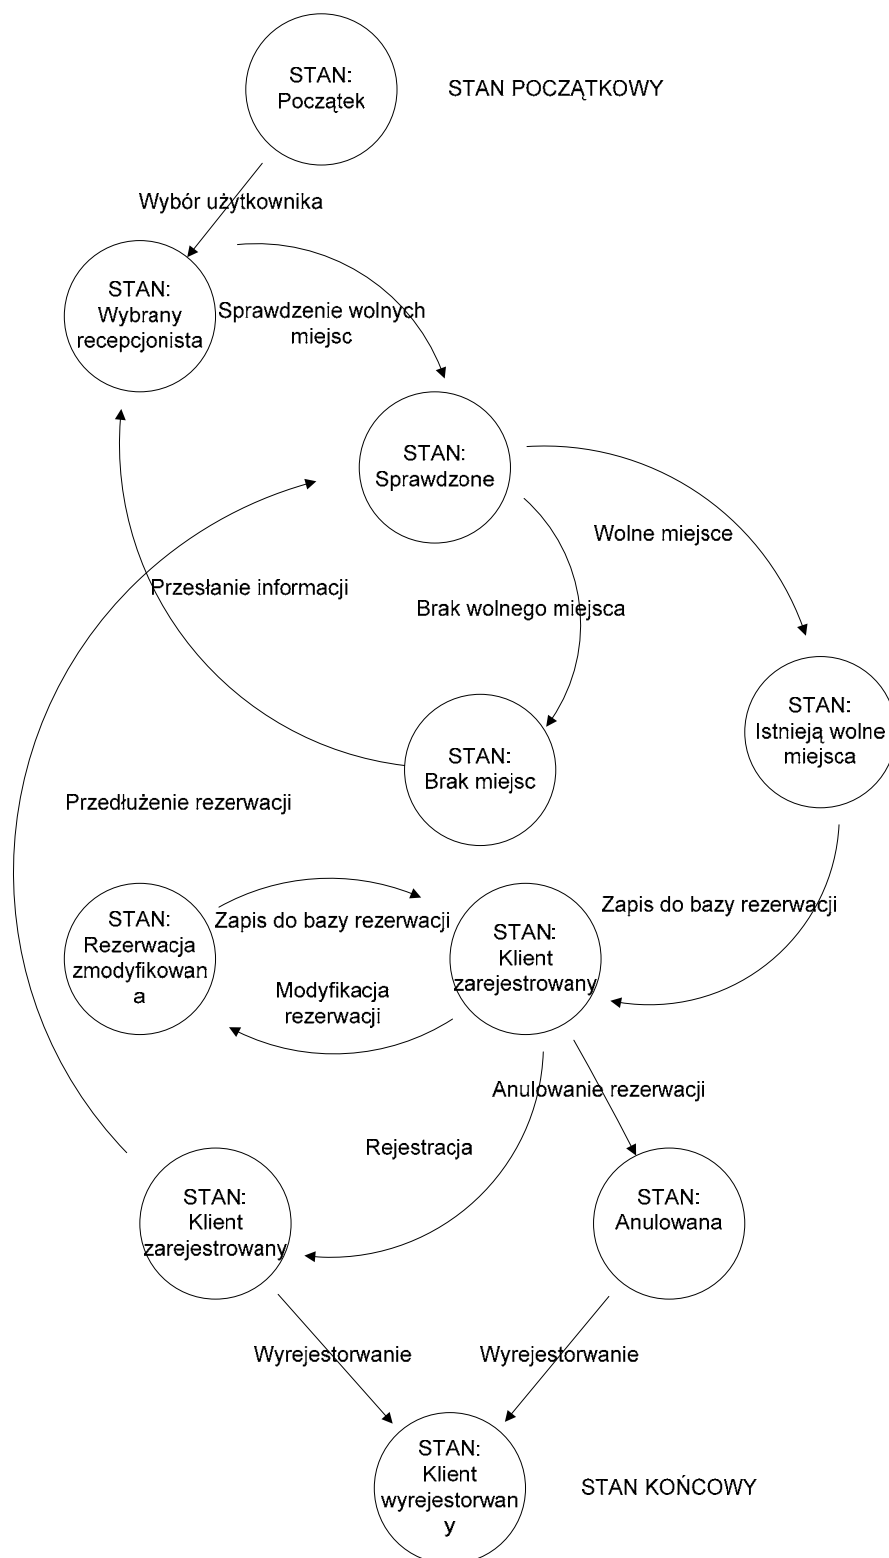 STAN:
Początek
STAN POCZĄTKOWY
Wybór użytkownika
STAN:
Wybrany
recepcjonista
Sprawdzenie wolnych
miejsc
STAN:
Sprawdzone
Wolne miejsce
Przesłanie informacji
Brak wolnego miejsca
STAN:
Istnieją wolne
miejsca
STAN:
Brak miejsc
Przedłużenie rezerwacji
STAN:
Rezerwacja
zmodyfikowan
a
Zapis do bazy rezerwacji
STAN:
Klient
zarejestrowany
Zapis do bazy rezerwacji
Modyfikacja
rezerwacji
Anulowanie rezerwacji
Rejestracja
STAN:
Klient
zarejestrowany
STAN:
Anulowana
Wyrejestorwanie
Wyrejestorwanie
STAN:
Klient
wyrejestorwan
y
STAN KOŃCOWY